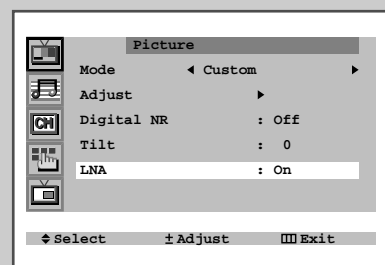 Picture
Mode ◀ Custom ▶
Adjust ▶
Digital NR : Off
CH
Tilt : 0
LNA : On
Select ± Adjust Exit